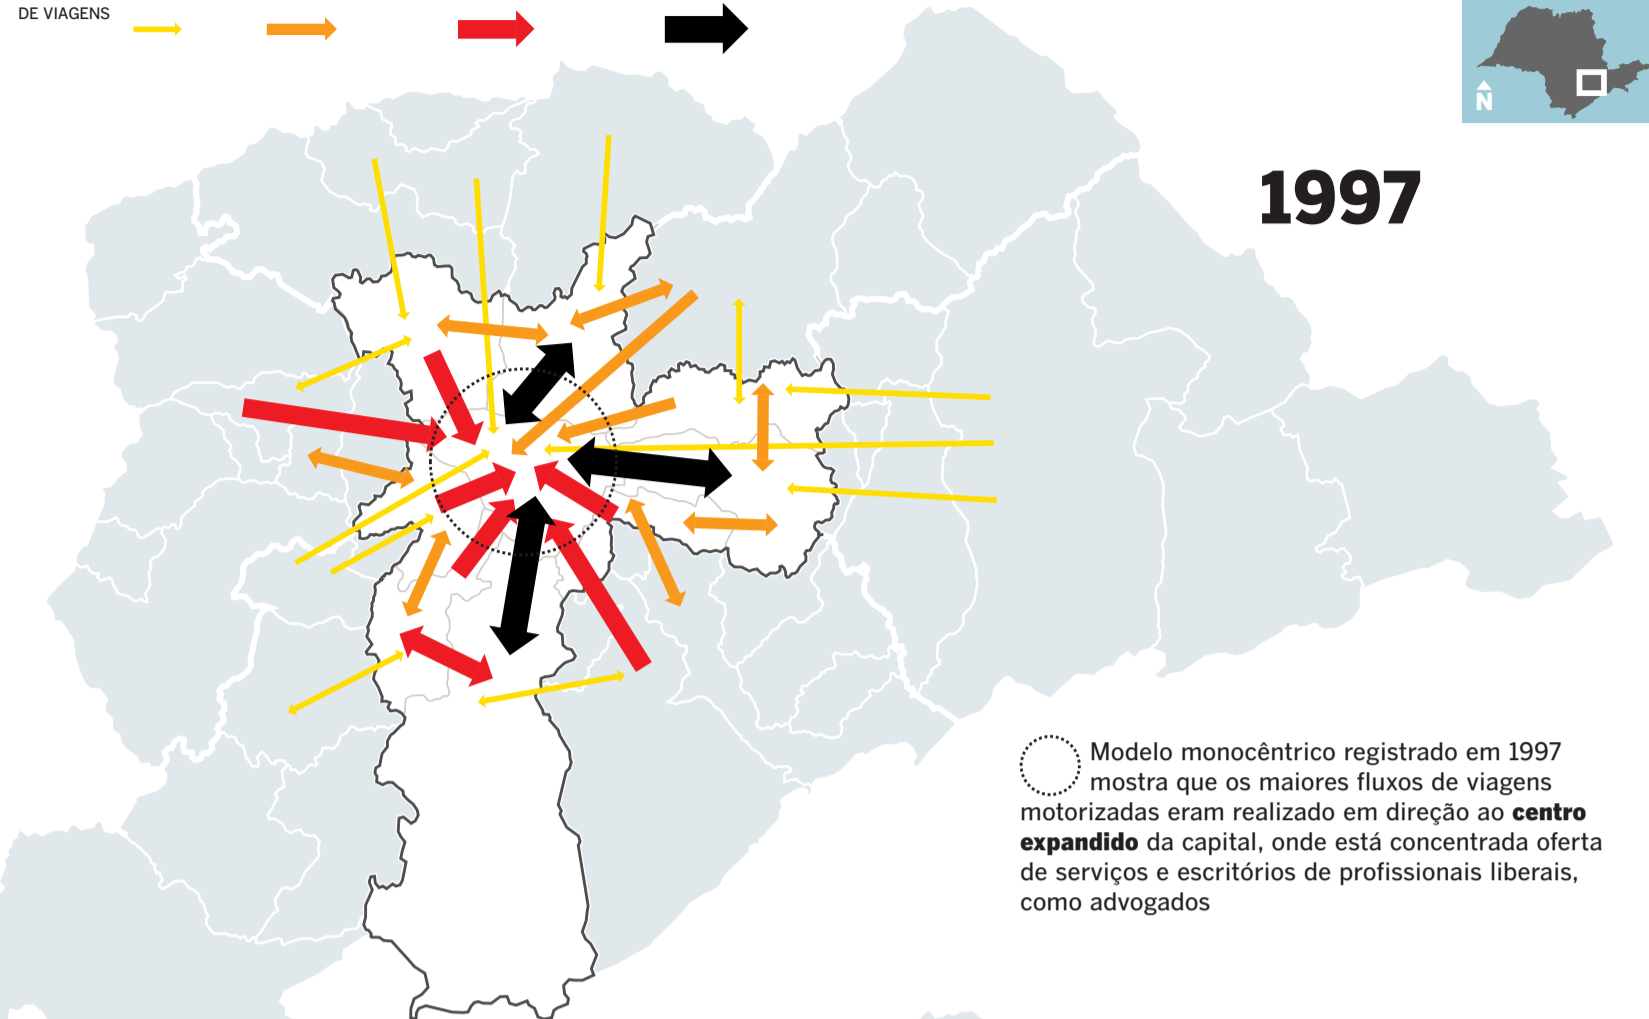 DE VIAGENS
N
1997
Modelo monocêntrico registrado em 1997
mostra que os maiores fluxos de viagens
motorizadas eram realizado em direção ao centro
expandido da capital, onde está concentrada oferta
de serviços e escritórios de profissionais liberais,
como advogados